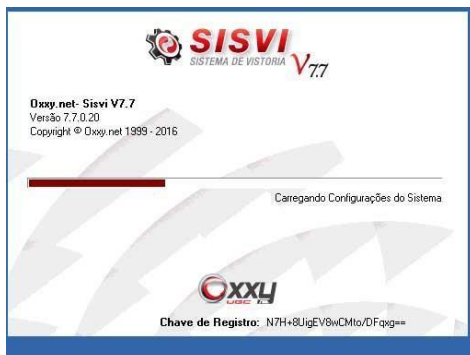 SISVI
SISTEMA DE VISTORIA
V7.7
Oxxy.net- Sisvi V7.7
Versão 7.7.0.20
Copyright © Oxxy.net 1999 - 2016
Carregando Configurações do Sistema
Oxxy
Chave de Registro: N7H+8UigEV8wCMto/DFqxg==